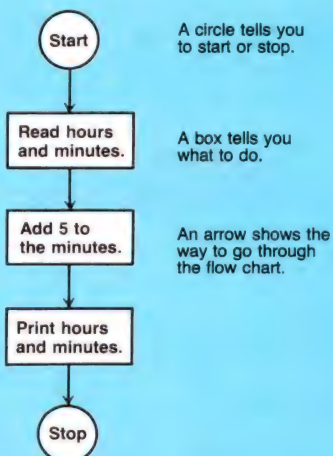 Start
A circle tells you
to start or stop.
Read hours
and minutes.
A box tells you
what to do.
Add 5 to
the minutes.
An arrow shows the
way to go through
the flow chart.
Print hours
and minutes.
Stop